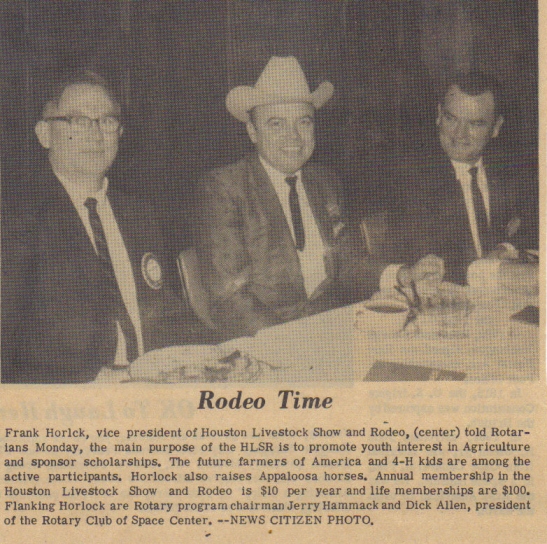 Rodeo Time
Frank Horlck, vice president of Houston Livestock Show and Rodeo, (center) told Rotar-
ians Monday, the main purpose of the HLSR is to promote youth interest in Agriculture
and sponsor scholarships. The future farmers of America and 4-H kids are among the
active participants. Horlock also raises Appaloosa horses. Annual membership in the
Houston Livestock Show and Rodeo is $10 per year and life memberships are $100.
Flanking Horlock are Rotary program chairman Jerry Hammack and Dick Allen, president
of the Rotary Club of Space Center. --NEWS CITIZEN PHOTO.